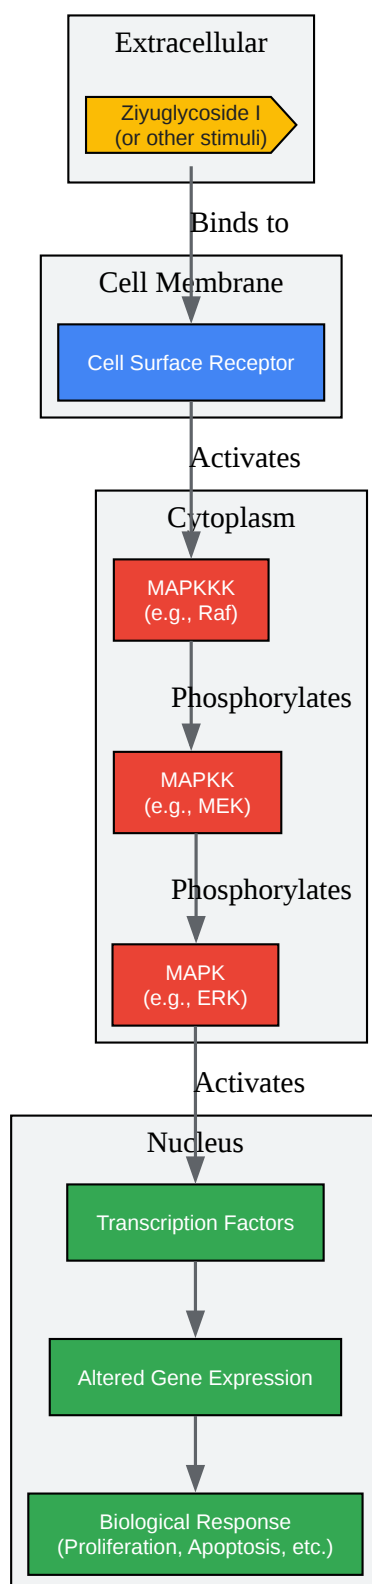 Extracellular
Ziyuglycoside I
(or other stimuli)
Binds to
Cell Membrane
Cell Surface Receptor
Activates
Cytoplasm
MAPKKK
(e.g., Raf)
Phosphorylates
MAPKK
(e.g., MEK)
Phosphorylates
MAPK
(e.g., ERK)
Activates
Nucleus
Transcription Factors
Altered Gene Expression
Biological Response
(Proliferation, Apoptosis, etc.)